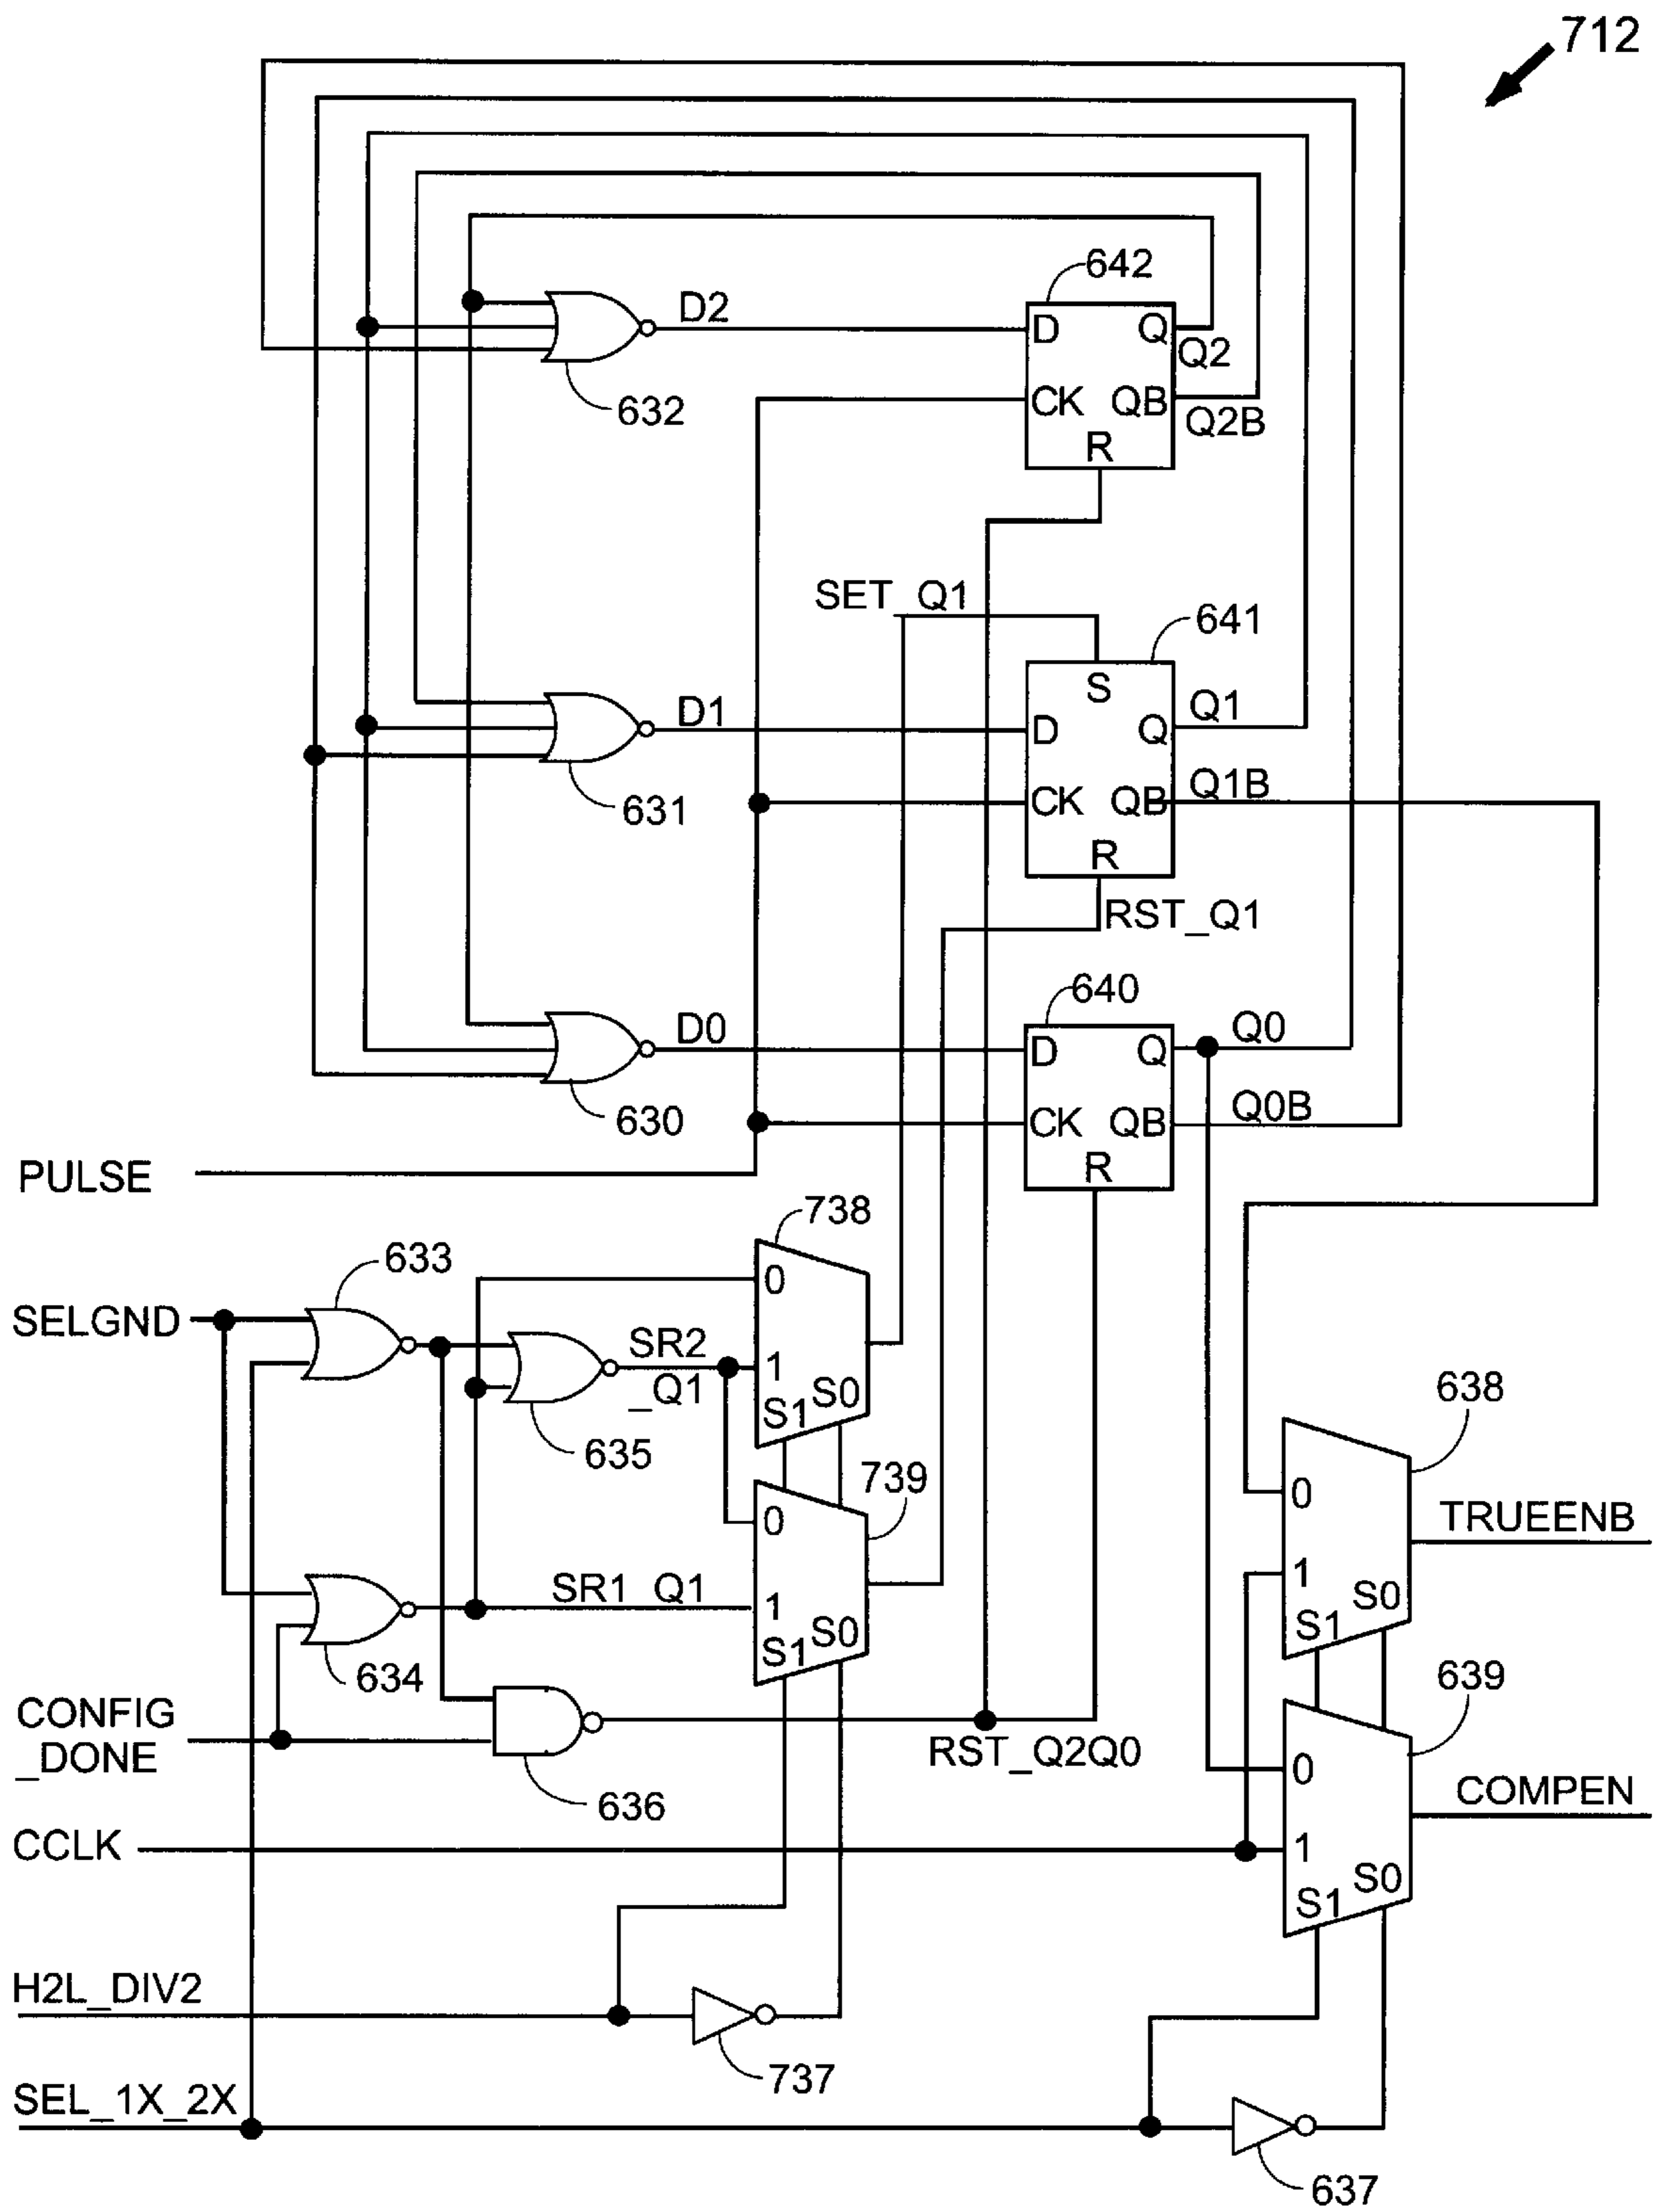 712
642
D2
D
Q
Q2
632
CK
QB
Q2B
R
SET_Q1
641
S
D1
D
Q
Q1
631
CK
QB
Q1B
R
RST_Q1
640
D0
D
Q
Q0
630
CK
QB
Q0B
R
PULSE
738
633
0
SELGND
SR2
_Q1
1
S1
S0
635
638
739
0
0
TRUEENB
SR1_Q1
1
1
S0
S1
S1
S0
634
639
CONFIG
_DONE
RST_Q2Q0
0
COMPEN
636
CCLK
1
S0
S1
H2L_DIV2
737
SEL_1X_2X
637